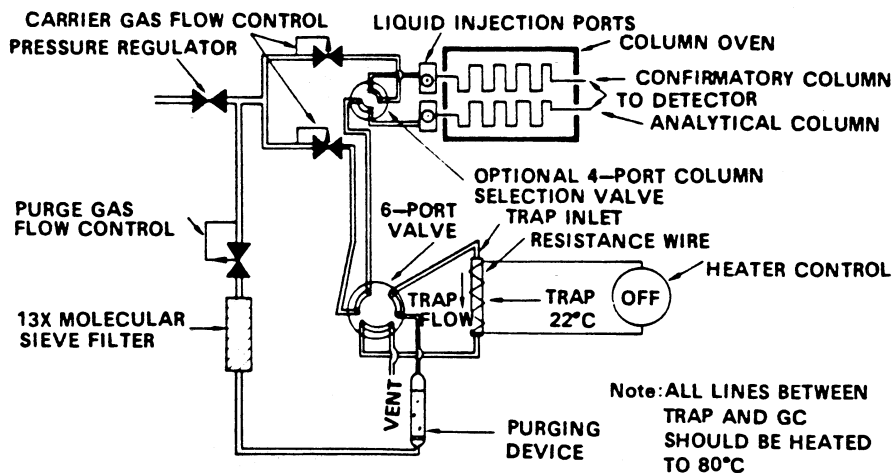 CARRIER GAS FLOW CONTROL
PRESSURE REGULATOR
LIQUID INJECTION PORTS
COLUMN OVEN
CONFIRMATORY COLUMN
TO DETECTOR
ANALYTICAL COLUMN
OPTIONAL 4–PORT COLUMN
SELECTION VALVE
PURGE GAS
FLOW CONTROL
6–PORT
VALVE
TRAP INLET
RESISTANCE WIRE
HEATER CONTROL
OFF
TRAP
FLOW
TRAP
22°C
13X MOLECULAR
SIEVE FILTER
VENT
PURGING
DEVICE
Note: ALL LINES BETWEEN
TRAP AND GC
SHOULD BE HEATED
TO 80°C